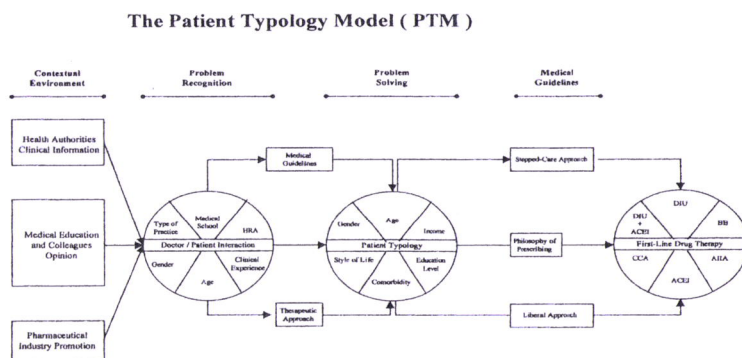 The Patient Typology Model ( PTM )
Contextual
Environment
Problem
Recognition
Problem
Solving
Medical
Guidelines
Health Authorities
Clinical Information
Medical Education
and Colleagues
Opinion
Pharmaceutical
Industry Promotion
Type of
Practice
Medical
School
HRA
Doctor / Patient Interaction
Gender
Age
Clinical
Experience
Medical
Guidelines
Therapeutic
Approach
Gender
Age
Income
Patient Typology
Style of Life
Comorbidity
Education
Level
Stepped-Care Approach
Philosophy of
Prescribing
Liberal Approach
DIU
+
ACEI
DIU
BB
First-Line Drug Therapy
CCA
ACEI
AIIA